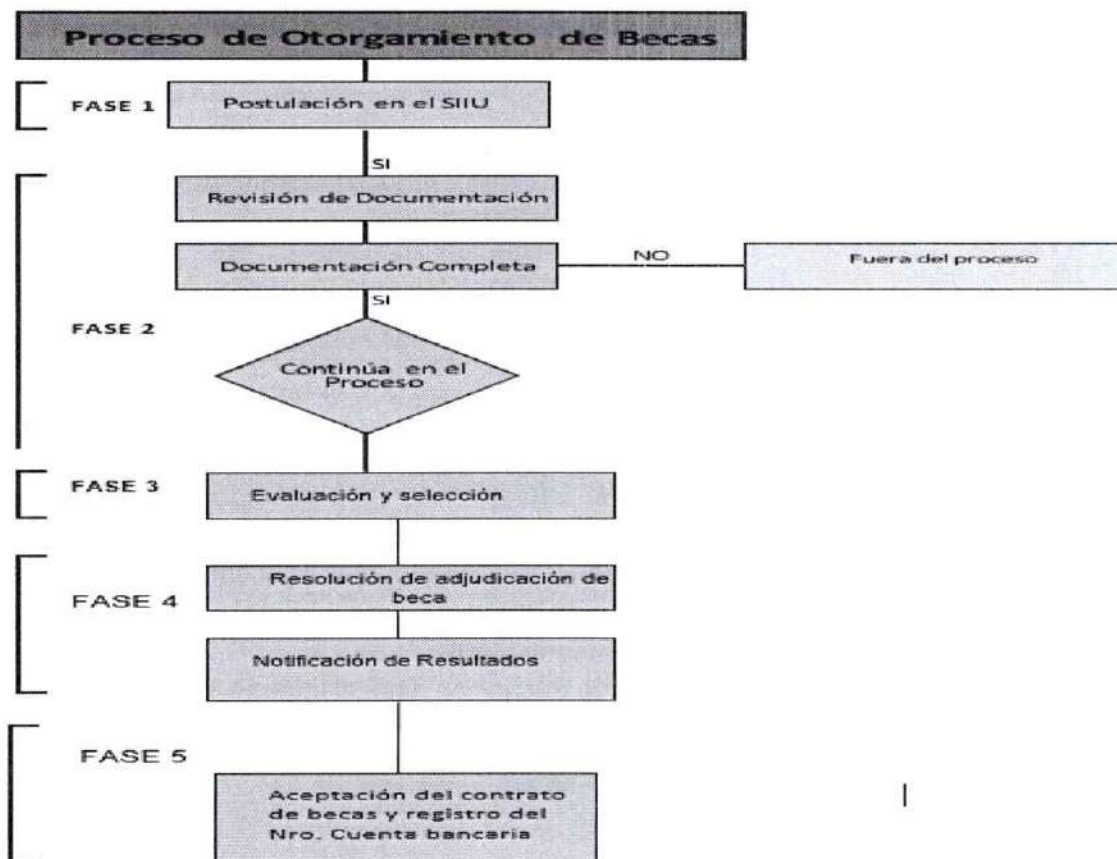 Proceso de Otorgamiento de Becas
FASE 1
Postulación en el SIIU
SI
Revisión de Documentación
Documentación Completa
NO
Fuera del proceso
SI
FASE 2
Continúa en el
Proceso
FASE 3
Evaluación y selección
FASE 4
Resolución de adjudicación de
beca
Notificación de Resultados
FASE 5
Aceptación del contrato
de becas y registro del
Nro. Cuenta bancaria